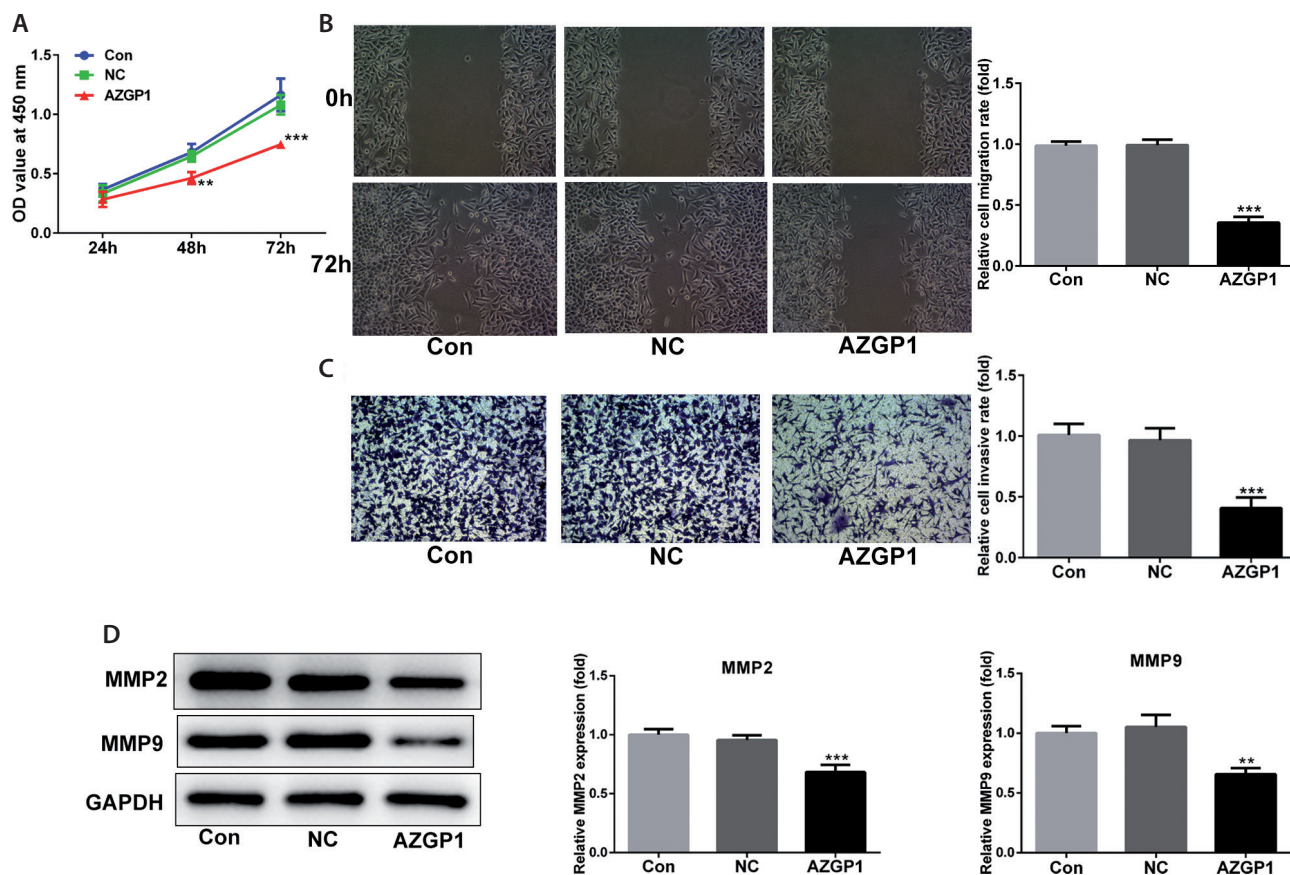 A
OD value at 450 nm
1.5
1.0
0.5
0.0
Con
NC
AZGP1
**
***
24h
48h
72h
B
0h
72h
Con
NC
AZGP1
Relative cell migration rate (fold)
1.5
1.0
0.5
0.0
***
Con
NC
AZGP1
C
Con
NC
AZGP1
Relative cell invasive rate (fold)
1.5
1.0
0.5
0.0
***
Con
NC
AZGP1
D
MMP2
MMP9
GAPDH
Con
NC
AZGP1
MMP2
Relative MMP2 expression (fold)
1.5
1.0
0.5
0.0
***
Con
NC
AZGP1
MMP9
Relative MMP9 expression (fold)
1.5
1.0
0.5
0.0
**
Con
NC
AZGP1